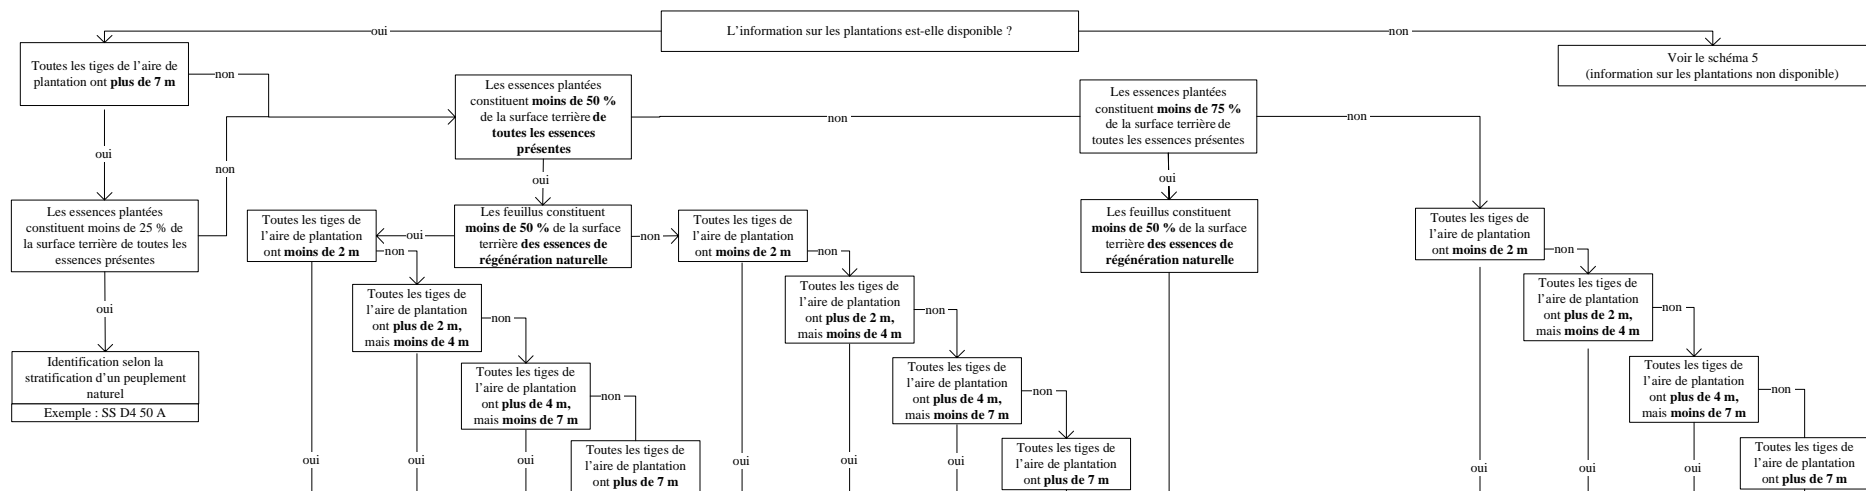 L’information sur les plantations est-elle disponible ?
oui
non
Toutes les tiges de l’aire de
plantation ont plus de 7 m
non
oui
Voir le schéma 5
(information sur les plantations non disponible)
Les essences plantées
constituent moins de 50 %
de la surface terrière de
toutes les essences
présentes
non
oui
Les essences plantées
constituent moins de 75 %
de la surface terrière de
toutes les essences présentes
non
oui
Les essences plantées
constituent moins de 25 % de
la surface terrière de toutes les
essences présentes
non
oui
Identification selon la
stratification d’un peuplement
naturel
Exemple : SS D4 50 A
Les feuillus constituent
moins de 50 % de la surface
terrière des essences de
régénération naturelle
oui
non
Toutes les tiges de
l’aire de plantation
ont moins de 2 m
non
oui
Toutes les tiges de
l’aire de plantation
ont plus de 2 m,
mais moins de 4 m
non
oui
Toutes les tiges de
l’aire de plantation
ont plus de 4 m,
mais moins de 7 m
non
oui
Toutes les tiges de
l’aire de plantation
ont plus de 7 m
Toutes les tiges de
l’aire de plantation
ont moins de 2 m
non
oui
Toutes les tiges de
l’aire de plantation
ont plus de 2 m,
mais moins de 4 m
non
oui
Toutes les tiges de
l’aire de plantation
ont plus de 4 m,
mais moins de 7 m
non
oui
Toutes les tiges de
l’aire de plantation
ont plus de 7 m
Les feuillus constituent
moins de 50 % de la surface
terrière des essences de
régénération naturelle
Toutes les tiges de
l’aire de plantation
ont moins de 2 m
non
oui
Toutes les tiges de
l’aire de plantation
ont plus de 2 m,
mais moins de 4 m
non
oui
Toutes les tiges de
l’aire de plantation
ont plus de 4 m,
mais moins de 7 m
non
oui
Toutes les tiges de
l’aire de plantation
ont plus de 7 m